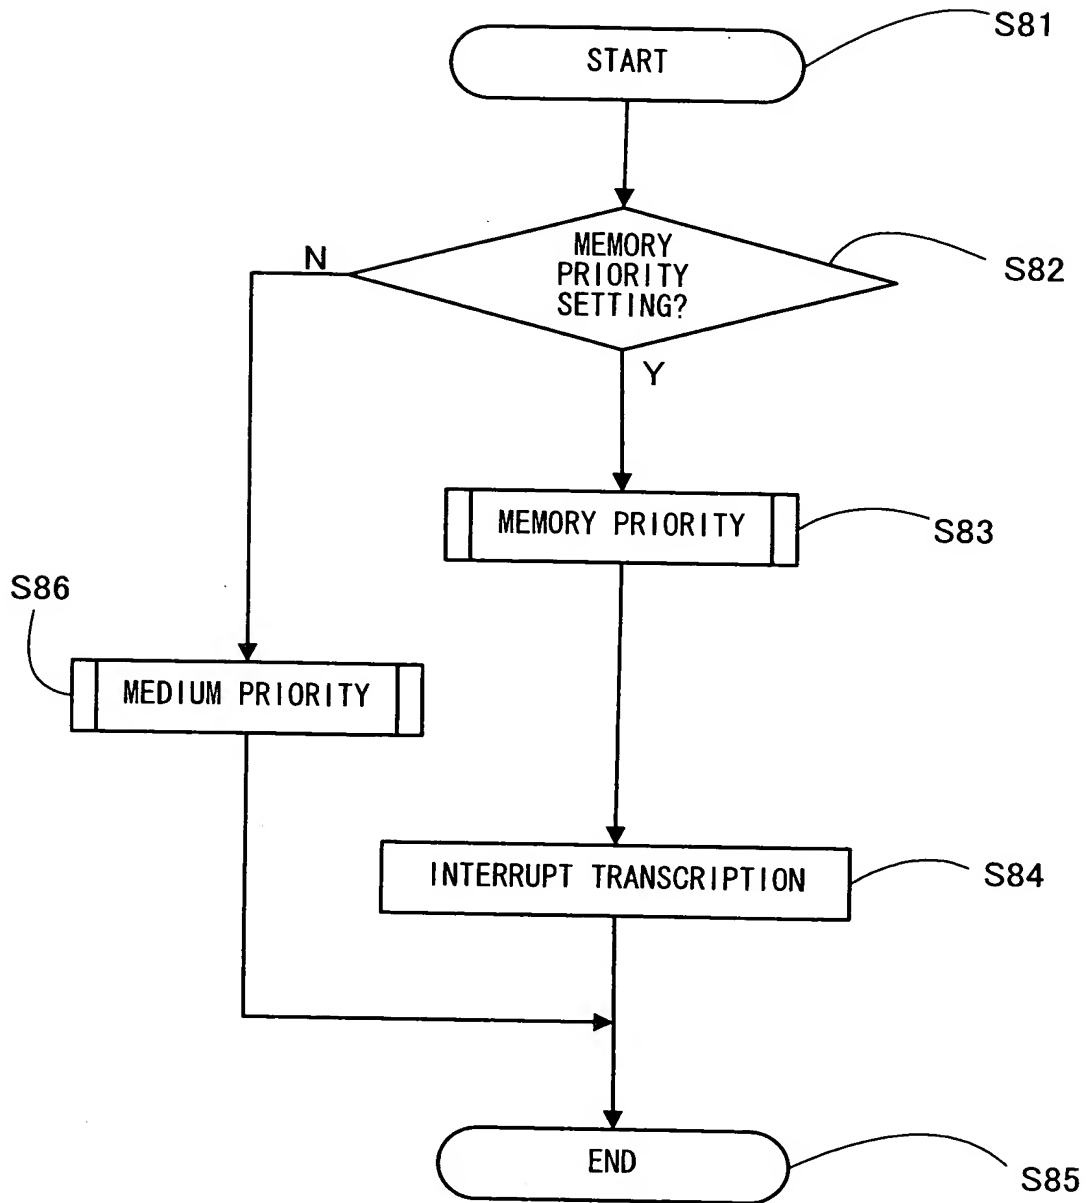 S81
START
N
MEMORY
PRIORITY
SETTING?
S82
Y
MEMORY PRIORITY
S83
S86
MEDIUM PRIORITY
INTERRUPT TRANSCRIPTION
S84
END
S85